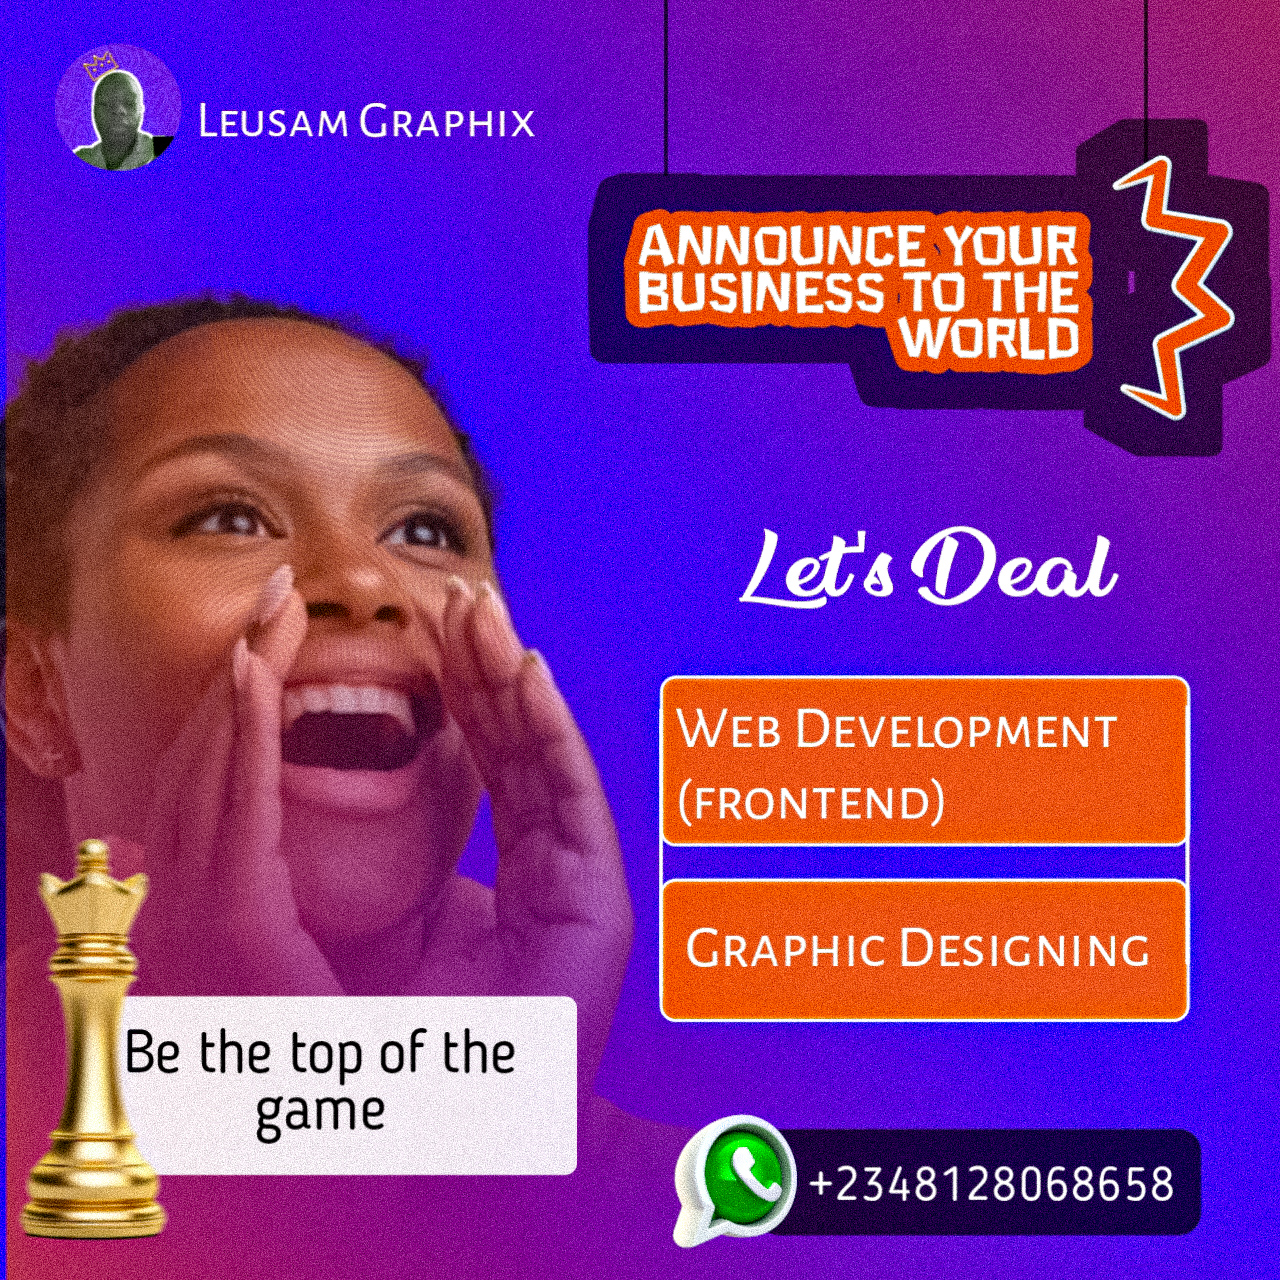 Leusam Graphix
ANNOUNCE YOUR
BUSINESS TO THE
WORLD
Let's Deal
Web Development
(frontend)
Graphic Designing
Be the top of the
game
+2348128068658